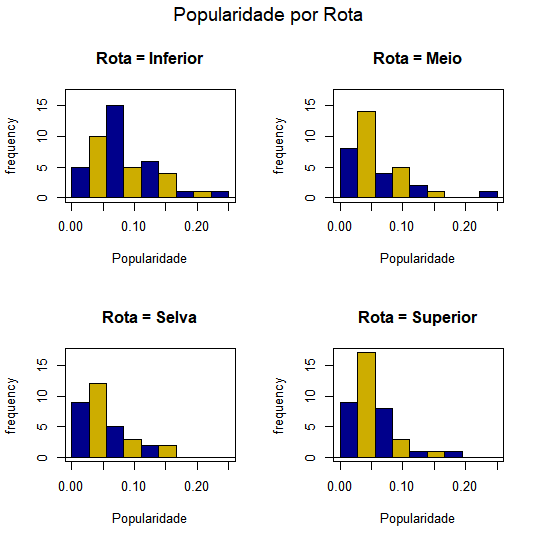 Popularidade por Rota
Rota = Inferior
frequency
0 5 10 15
0.00 0.10 0.20
Popularidade
Rota = Meio
frequency
0 5 10 15
0.00 0.10 0.20
Popularidade
Rota = Selva
frequency
0 5 10 15
0.00 0.10 0.20
Popularidade
Rota = Superior
frequency
0 5 10 15
0.00 0.10 0.20
Popularidade